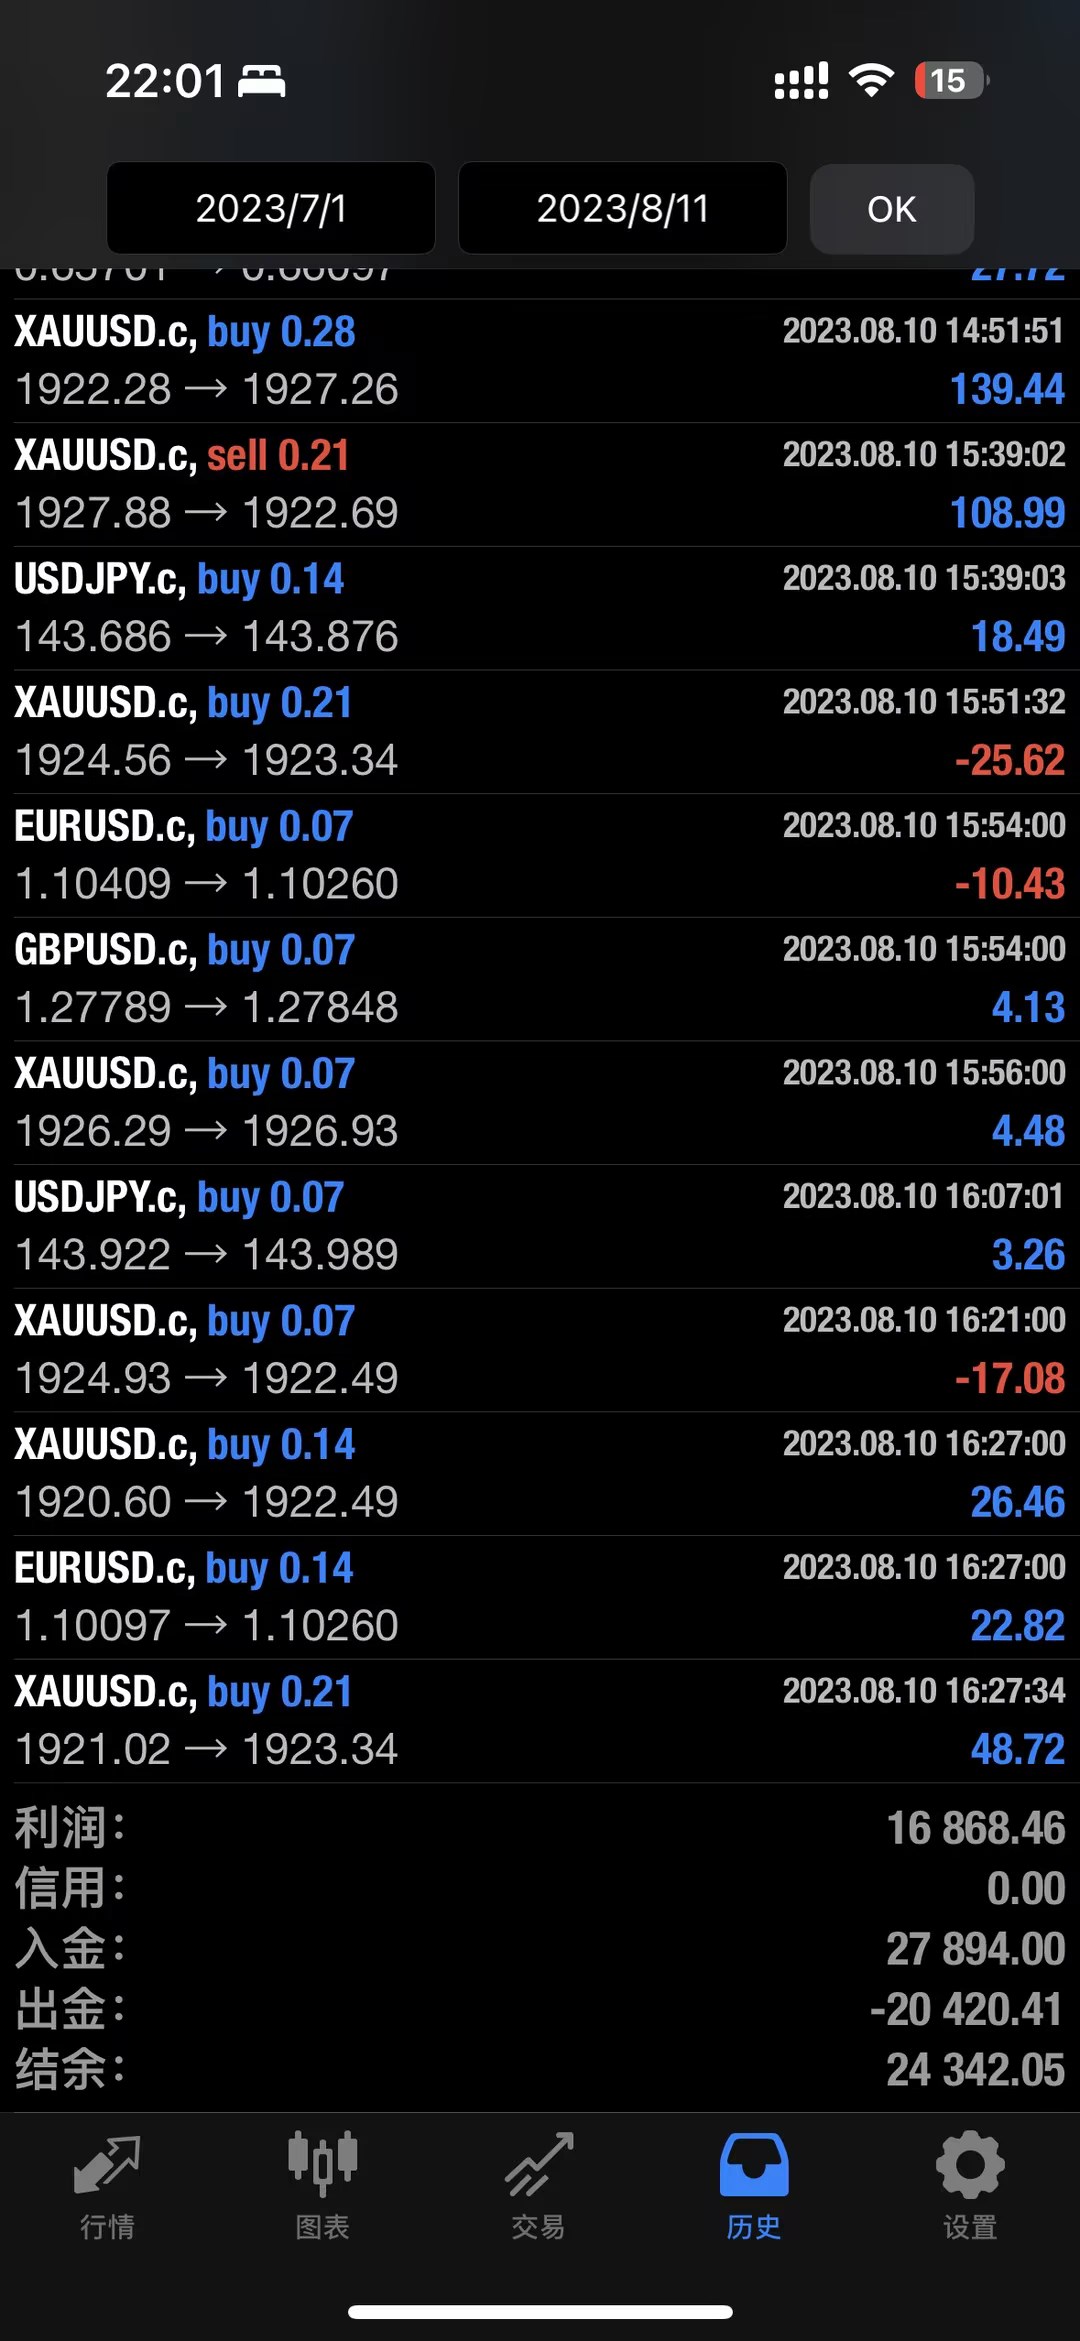 22:01
15
2023/7/1 2023/8/11 OK
27.72
XAUUSD.c, buy 0.28 2023.08.10 14:51:51
1922.28 → 1927.26 139.44
XAUUSD.c, sell 0.21 2023.08.10 15:39:02
1927.88 → 1922.69 108.99
USDJPY.c, buy 0.14 2023.08.10 15:39:03
143.686 → 143.876 18.49
XAUUSD.c, buy 0.21 2023.08.10 15:51:32
1924.56 → 1923.34 -25.62
EURUSD.c, buy 0.07 2023.08.10 15:54:00
1.10409 → 1.10260 -10.43
GBPUSD.c, buy 0.07 2023.08.10 15:54:00
1.27789 → 1.27848 4.13
XAUUSD.c, buy 0.07 2023.08.10 15:56:00
1926.29 → 1926.93 4.48
USDJPY.c, buy 0.07 2023.08.10 16:07:01
143.922 → 143.989 3.26
XAUUSD.c, buy 0.07 2023.08.10 16:21:00
1924.93 → 1922.49 -17.08
XAUUSD.c, buy 0.14 2023.08.10 16:27:00
1920.60 → 1922.49 26.46
EURUSD.c, buy 0.14 2023.08.10 16:27:00
1.10097 → 1.10260 22.82
XAUUSD.c, buy 0.21 2023.08.10 16:27:34
1921.02 → 1923.34 48.72
利润: 16 868.46
信用: 0.00
入金: 27 894.00
出金: -20 420.41
结余: 24 342.05
行情 图表 交易 历史 设置